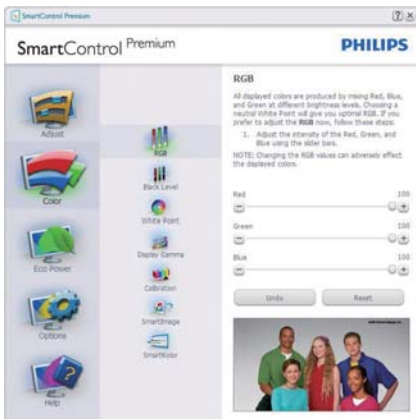 SmartControl Premium
SmartControl Premium
PHILIPS
Adjust
Color
Eco Power
Options
Help
RGB
Black Level
White Point
Display Gamma
Calibration
SmartImage
SmartKolor
RGB
All displayed colors are produced by mixing Red, Blue,
and Green at different brightness levels. Choosing a
neutral White Point will give you optimal RGB. If you
prefer to adjust the RGB now, follow these steps:
1. Adjust the intensity of the Red, Green, and
Blue using the slider bars.
NOTE: Changing the RGB values can adversely effect
the displayed colors.
Red 100
Green 100
Blue 100
Undo Reset